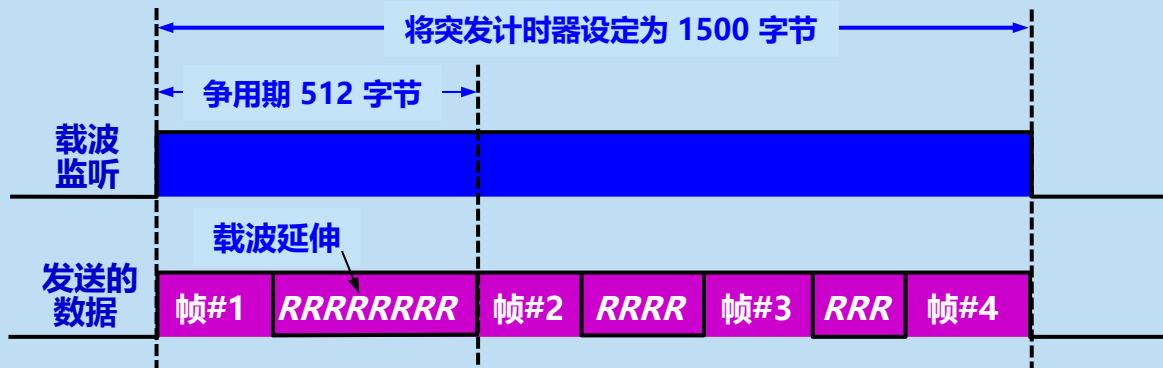 将突发计时器设定为 1500 字节
争用期 512 字节
载波
监听
载波延伸
发送的
数据
帧#1 RRRRRRRR 帧#2 RRRR 帧#3 RRR 帧#4